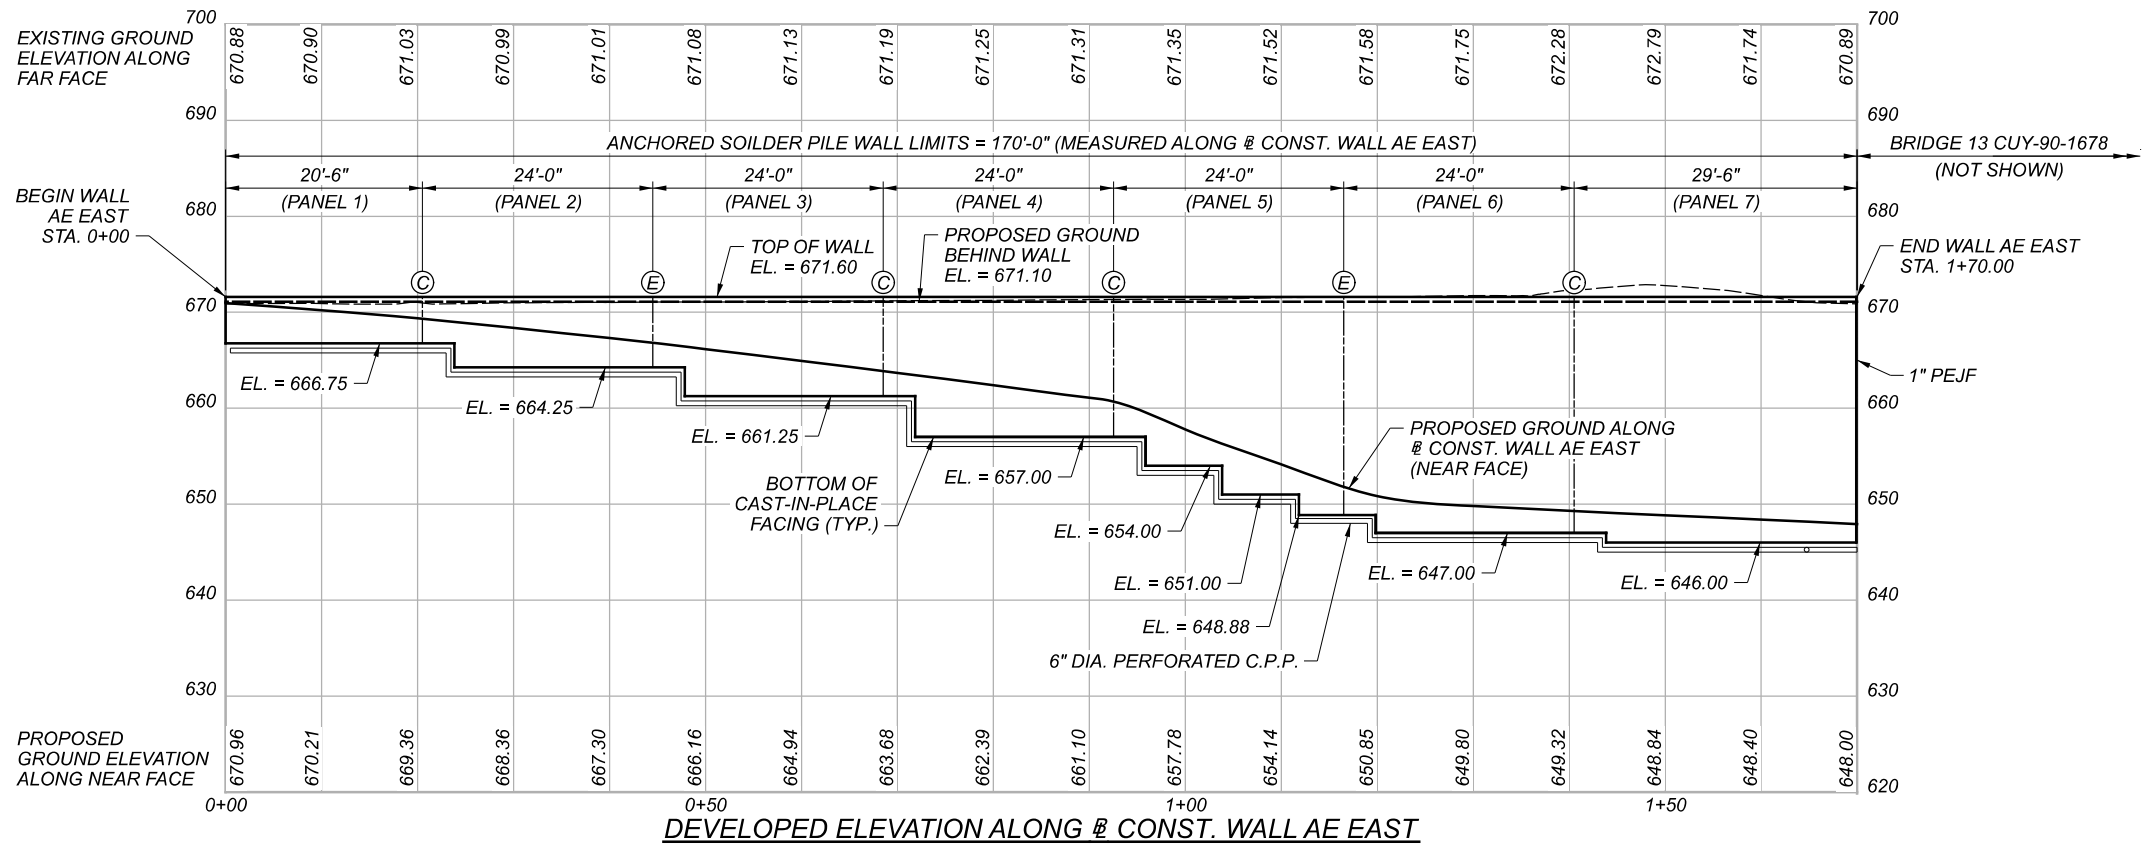 700
700
EXISTING GROUND
ELEVATION ALONG
FAR FACE
670.88
670.90
671.03
670.99
671.01
671.08
671.13
671.19
671.25
671.31
671.35
671.52
671.58
671.75
672.28
672.79
671.74
670.89
690
690
ANCHORED SOILDER PILE WALL LIMITS = 170'-0" (MEASURED ALONG ⅊ CONST. WALL AE EAST)
BRIDGE 13 CUY-90-1678
(NOT SHOWN)
20'-6"
(PANEL 1)
24'-0"
(PANEL 2)
24'-0"
(PANEL 3)
24'-0"
(PANEL 4)
24'-0"
(PANEL 5)
24'-0"
(PANEL 6)
29'-6"
(PANEL 7)
BEGIN WALL
AE EAST
STA. 0+00
680
680
TOP OF WALL
EL. = 671.60
PROPOSED GROUND
BEHIND WALL
EL. = 671.10
END WALL AE EAST
STA. 1+70.00
C
E
C
C
E
C
670
670
EL. = 666.75
EL. = 664.25
1" PEJF
660
660
EL. = 661.25
PROPOSED GROUND ALONG
⅊ CONST. WALL AE EAST
(NEAR FACE)
EL. = 657.00
BOTTOM OF
CAST-IN-PLACE
FACING (TYP.)
650
650
EL. = 654.00
EL. = 651.00
EL. = 647.00
EL. = 646.00
640
640
EL. = 648.88
6" DIA. PERFORATED C.P.P.
630
630
PROPOSED
GROUND ELEVATION
ALONG NEAR FACE
670.96
670.21
669.36
668.36
667.30
666.16
664.94
663.68
662.39
661.10
657.78
654.14
650.85
649.80
649.32
648.84
648.40
648.00
620
0+00
0+50
1+00
1+50
DEVELOPED ELEVATION ALONG ⅊ CONST. WALL AE EAST